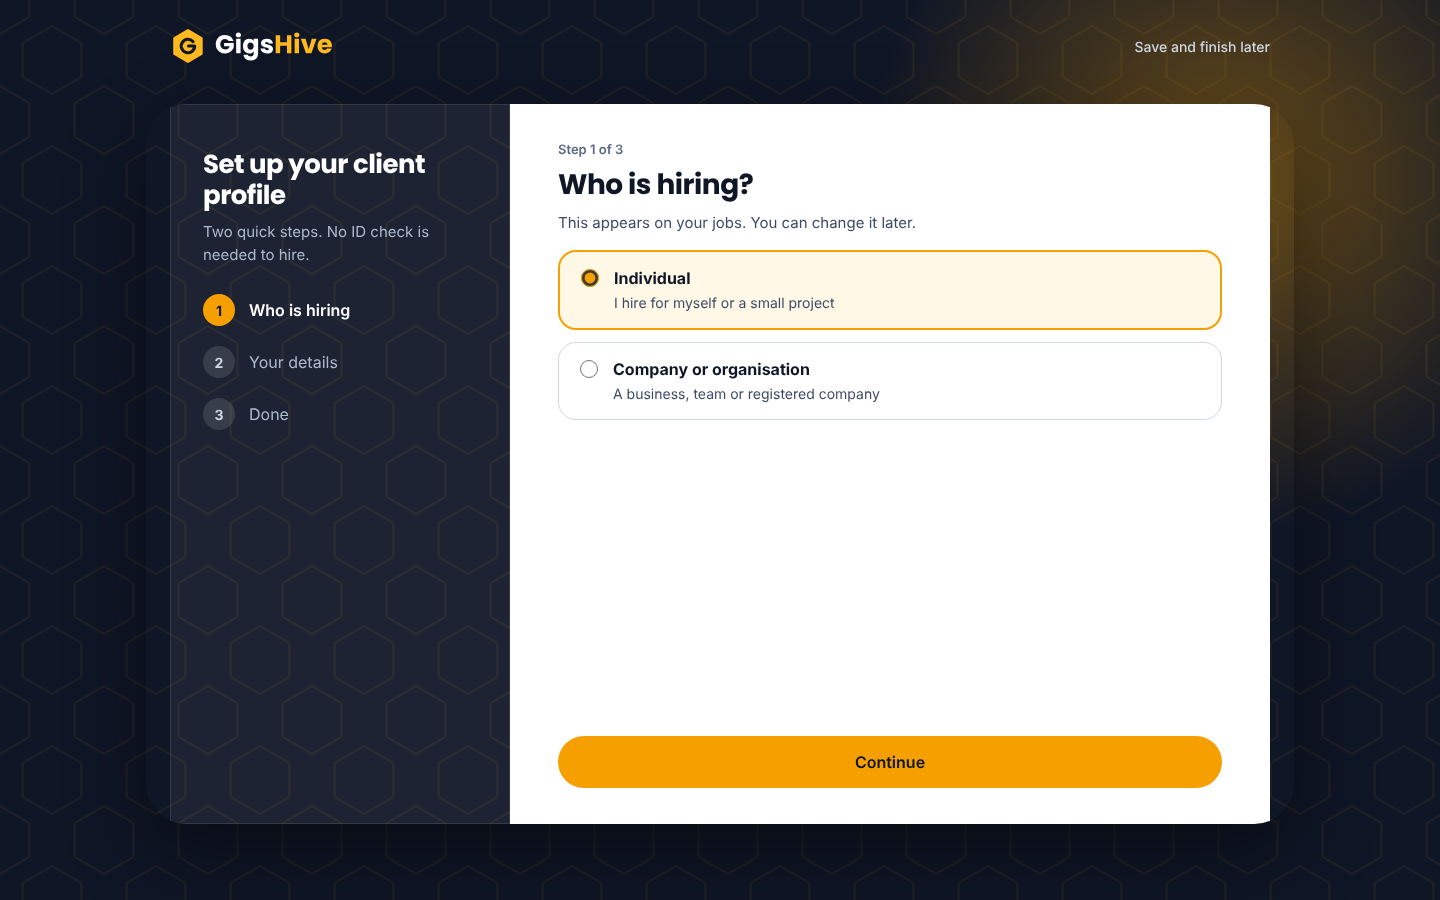 GigsHive
Save and finish later
Set up your client
profile
Two quick steps. No ID check is
needed to hire.
1 Who is hiring
2 Your details
3 Done
Step 1 of 3
Who is hiring?
This appears on your jobs. You can change it later.
Individual
I hire for myself or a small project
Company or organisation
A business, team or registered company
Continue